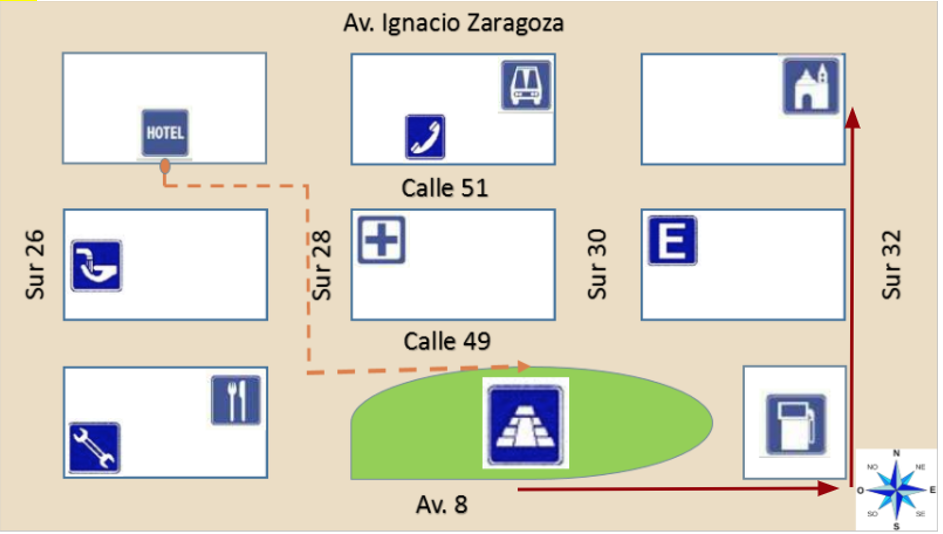 Av. Ignacio Zaragoza
HOTEL
Calle 51
Sur 26
Sur 28
Sur 30
E
Sur 32
Calle 49
Av. 8
N
NO
NE
O
E
SO
SE
S